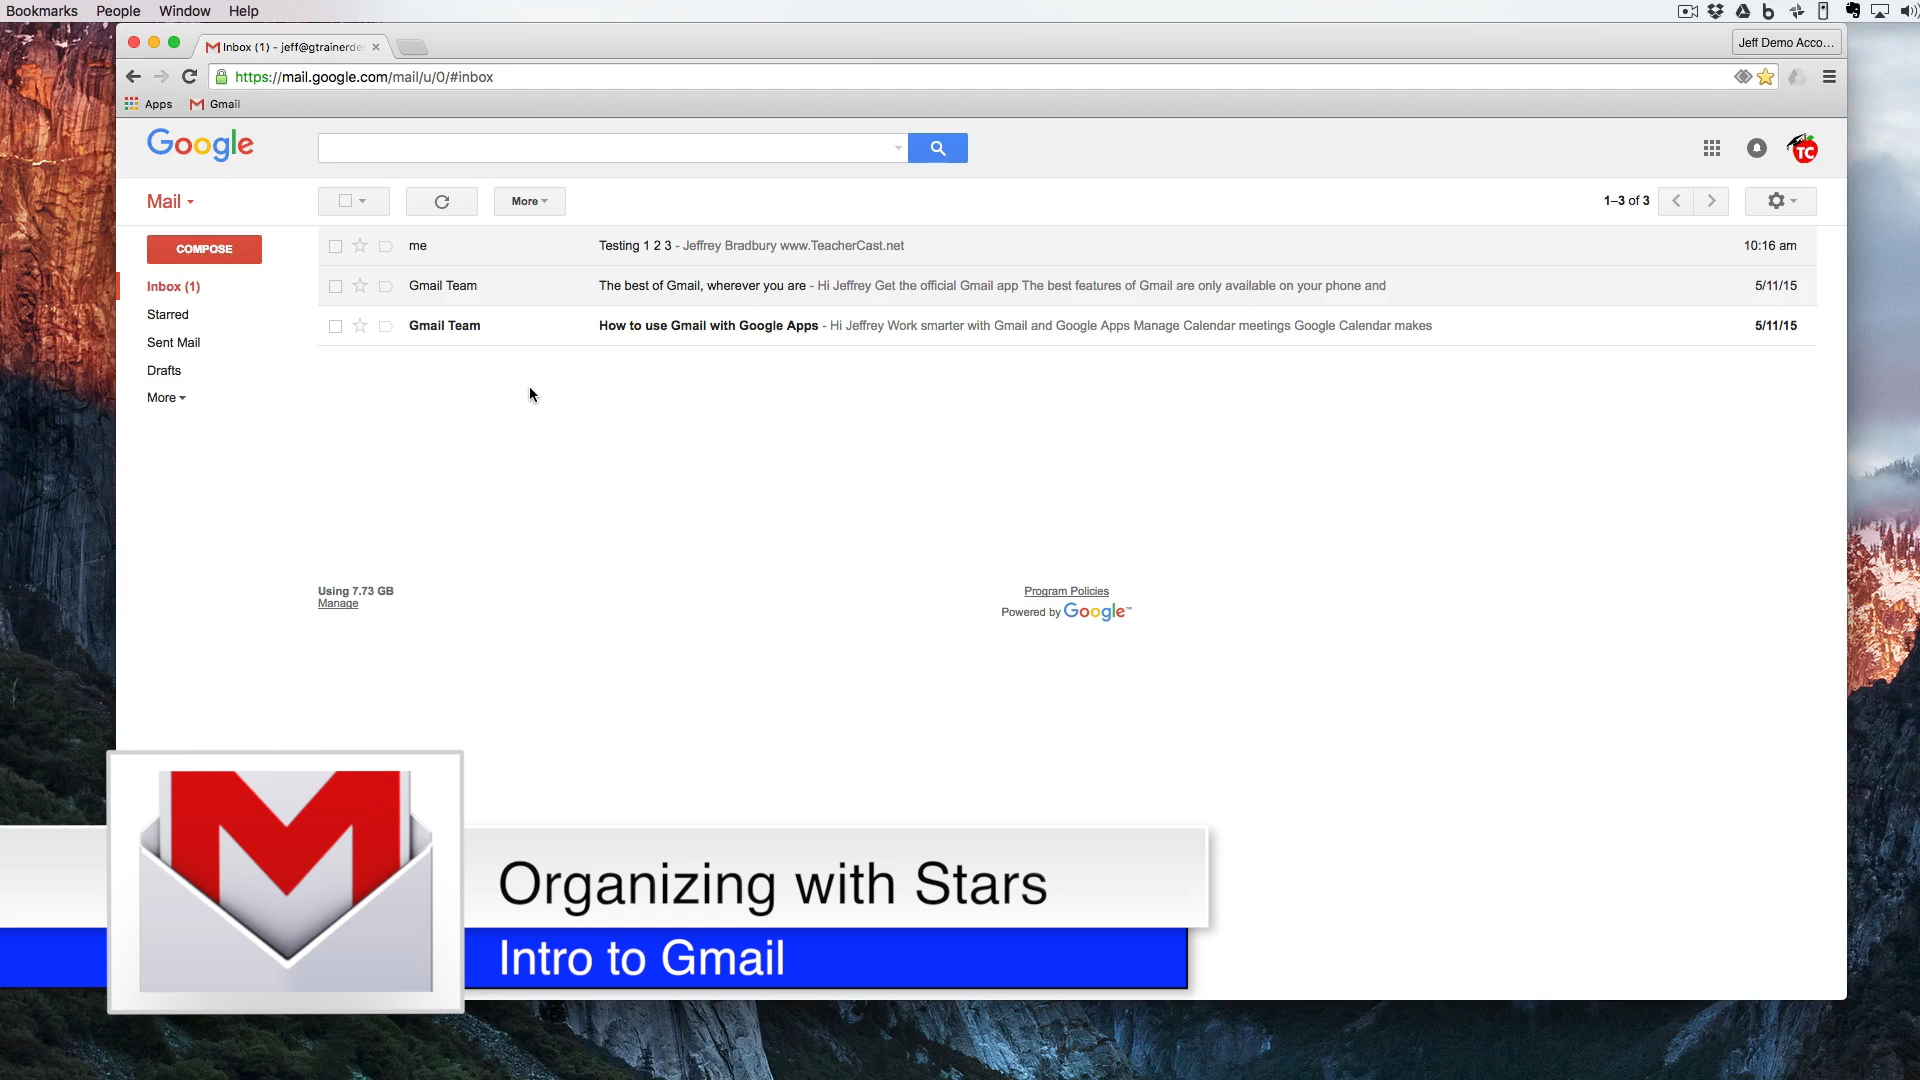 Bookmarks People Window Help
Inbox (1) - jeff@gtrainerde
Jeff Demo Acco...
https://mail.google.com/mail/u/0/#inbox
Apps Gmail
Google
TC
Mail
More
1–3 of 3
COMPOSE
me Testing 1 2 3 - Jeffrey Bradbury www.TeacherCast.net 10:16 am
Inbox (1)
Gmail Team The best of Gmail, wherever you are - Hi Jeffrey Get the official Gmail app The best features of Gmail are only available on your phone and 5/11/15
Starred
Gmail Team How to use Gmail with Google Apps - Hi Jeffrey Work smarter with Gmail and Google Apps Manage Calendar meetings Google Calendar makes 5/11/15
Sent Mail
Drafts
More
Using 7.73 GB
Manage
Program Policies
Powered by Google™
Organizing with Stars
Intro to Gmail